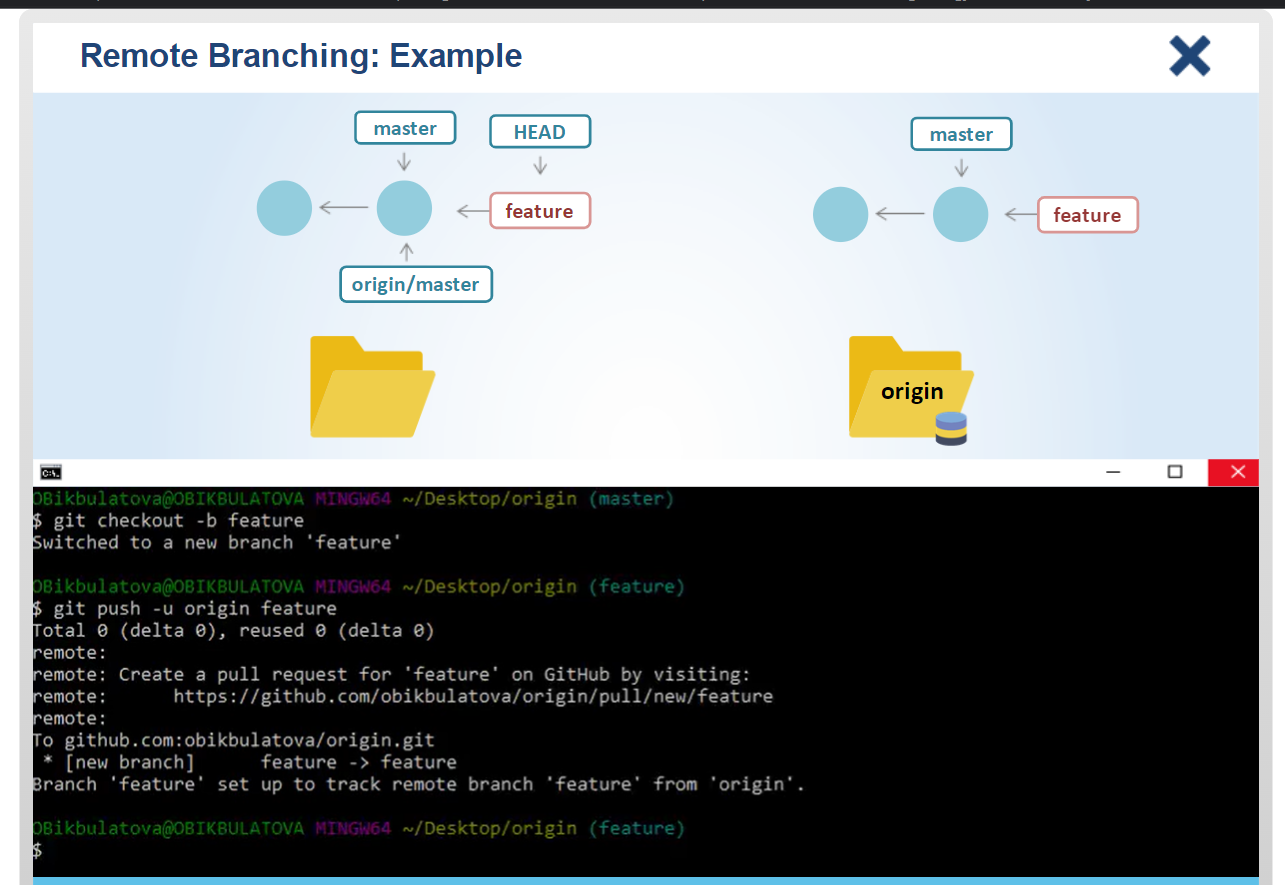 Remote Branching: Example
master
HEAD
feature
origin/master
master
feature
origin
C:\.
OBikbulatova@OBIKBULATOVA MINGW64 ~/Desktop/origin (master)
$ git checkout -b feature
Switched to a new branch 'feature'
OBikbulatova@OBIKBULATOVA MINGW64 ~/Desktop/origin (feature)
$ git push -u origin feature
Total 0 (delta 0), reused 0 (delta 0)
remote:
remote: Create a pull request for 'feature' on GitHub by visiting:
remote:      https://github.com/obikbulatova/origin/pull/new/feature
remote:
To github.com:obikbulatova/origin.git
 * [new branch]      feature -> feature
Branch 'feature' set up to track remote branch 'feature' from 'origin'.
OBikbulatova@OBIKBULATOVA MINGW64 ~/Desktop/origin (feature)
$